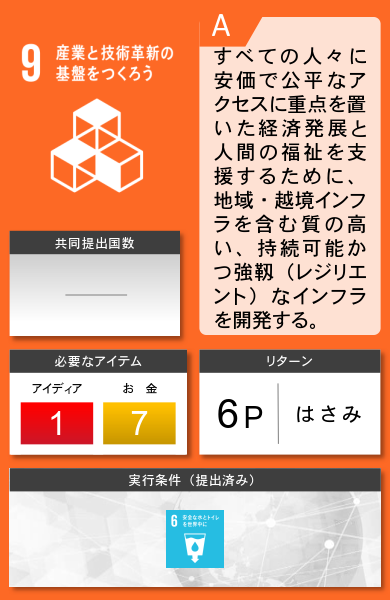 9 産業と技術革新の
基盤をつくろう
A
すべての人々に
安価で公平なア
クセスに重点を置
いた経済発展と
人間の福祉を支
援するために、
地域・越境インフ
ラを含む質の高
い、持続可能か
つ強靱（レジリエ
ント）なインフラ
を開発する。
共同提出国数
必要なアイテム
アイディア お金
1 7
リターン
6P はさみ
実行条件（提出済み）
6 安全な水とトイレ
を世界中に